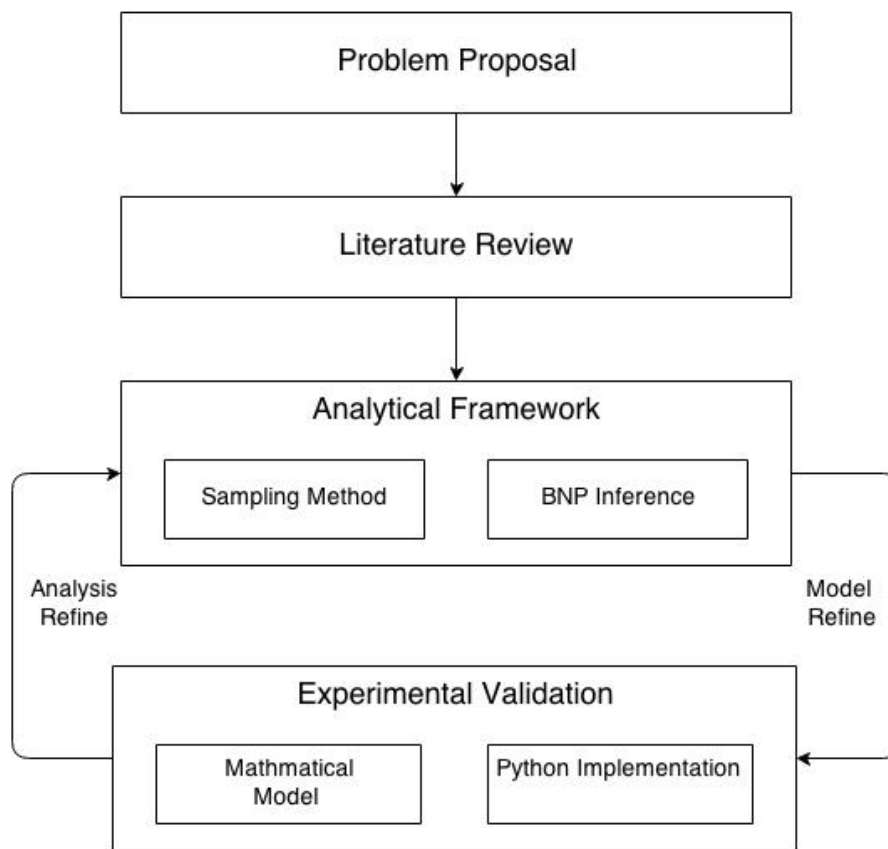 Problem Proposal
Literature Review
Analytical Framework
Sampling Method
BNP Inference
Analysis
Refine
Model
Refine
Experimental Validation
Mathmatical
Model
Python Implementation